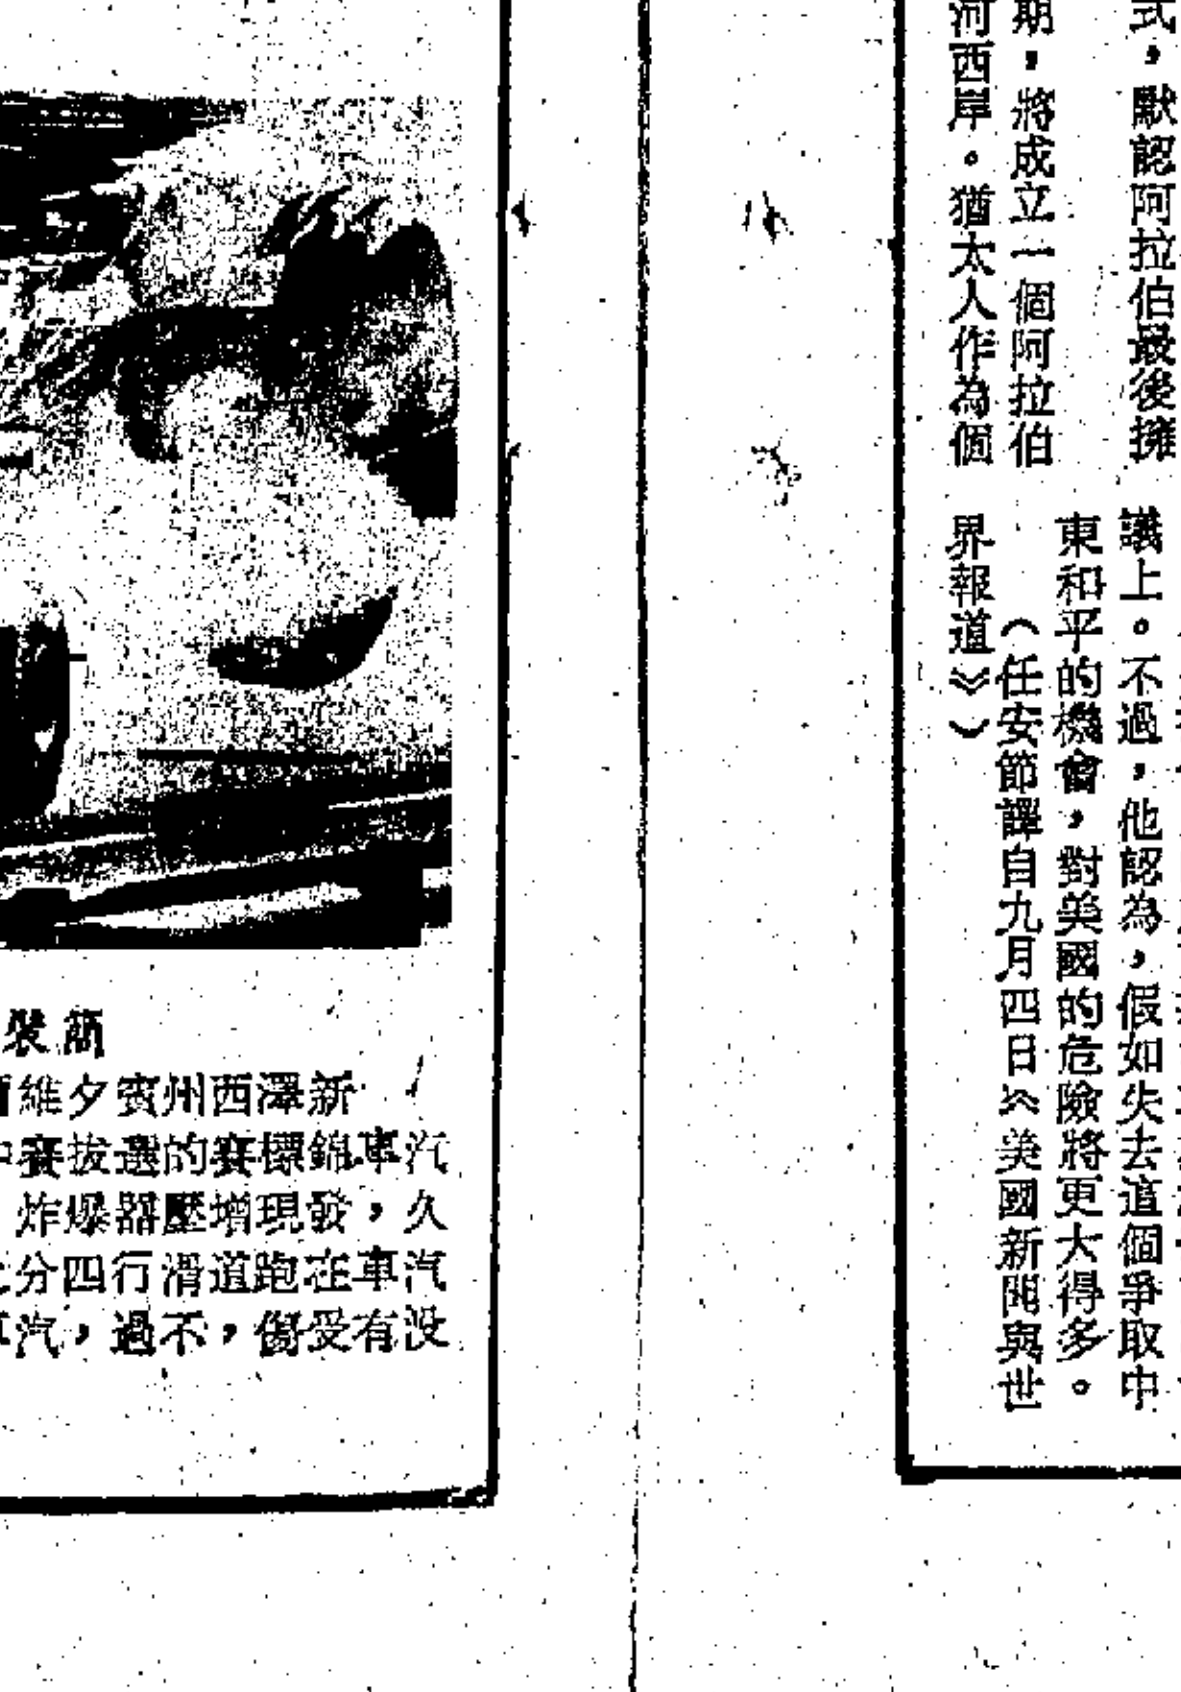 式，默認阿拉伯最後擁
期，將成立一個阿拉伯
河西岸。猶太人作為個
議上。不過，他認為，假如失去這個爭取中
東和平的機會，對美國的危險將更大得多。
（任安節譯自九月四日《美國新聞與世
界報道》）
簡裝
新澤西州賓夕維
汽車錦標賽的選拔賽中
久，發現增壓器爆炸
汽車在跑道滑行四分
没有受傷，不過，汽車